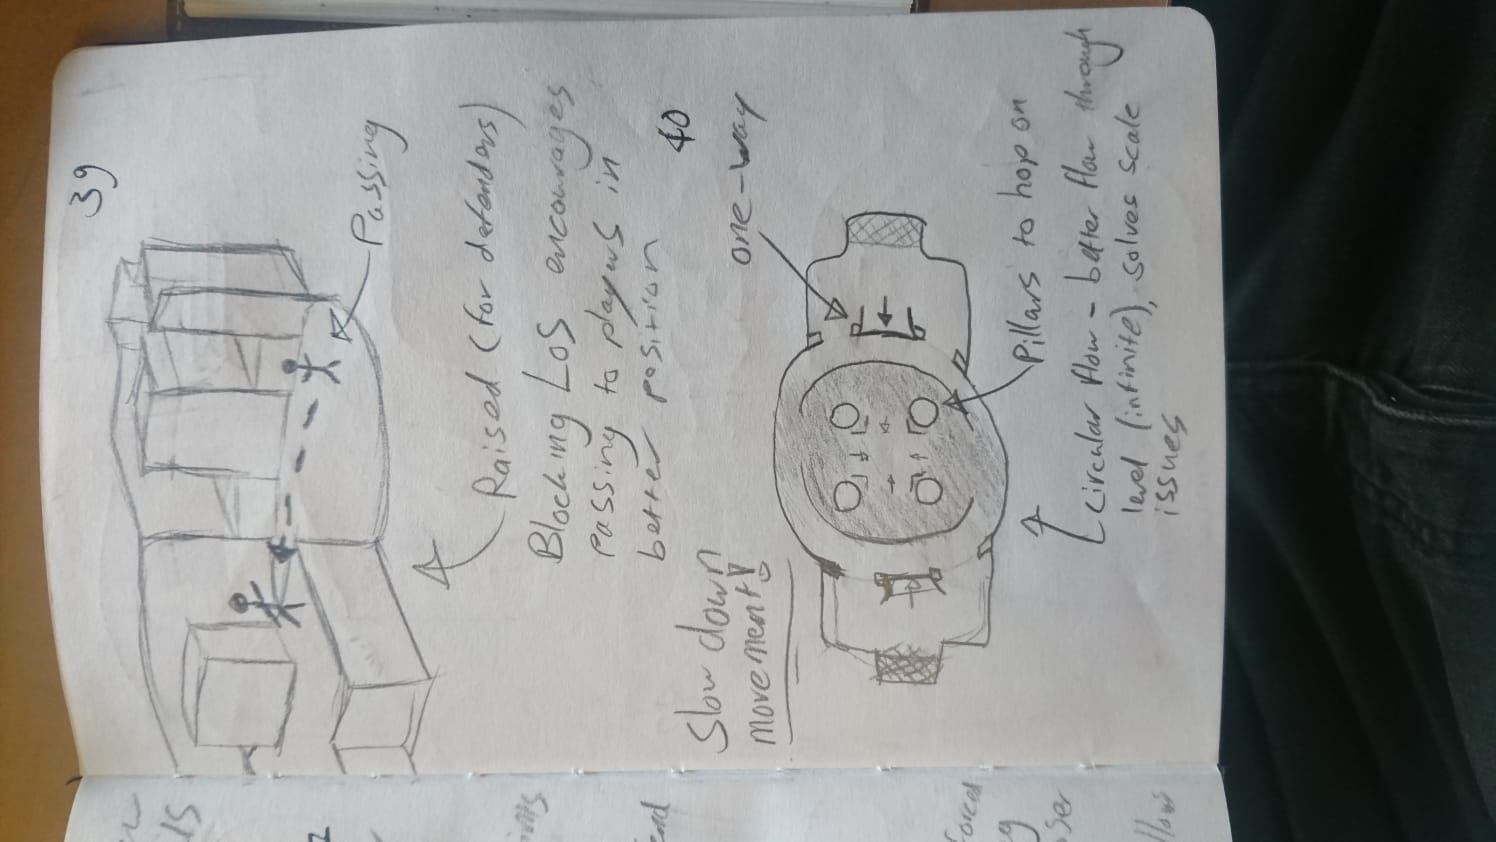 39
Passing
Raised (for defenders)
Blocking LOS encourages
passing to players in
better position
40
Slow down
movement!
one-way
Pillars to hop on
Circular flow - better flow through
level (infinite), solves scale
issues